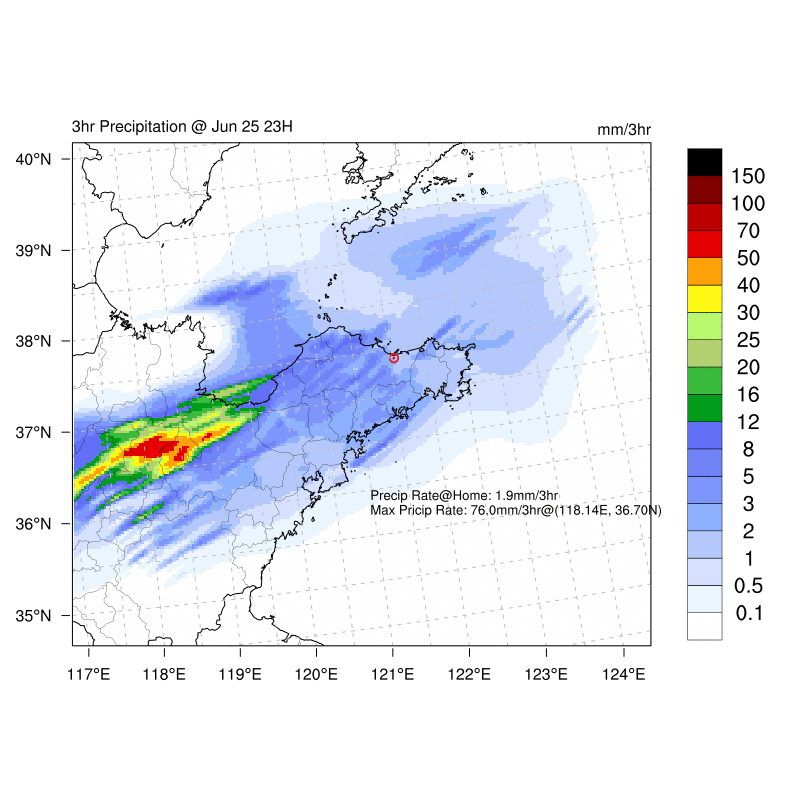 3hr Precipitation @ Jun 25 23H
mm/3hr
40°N
39°N
38°N
37°N
36°N
35°N
117°E
118°E
119°E
120°E
121°E
122°E
123°E
124°E
Precip Rate@Home: 1.9mm/3hr
Max Pricip Rate: 76.0mm/3hr@(118.14E, 36.70N)
150
100
70
50
40
30
25
20
16
12
8
5
3
2
1
0.5
0.1